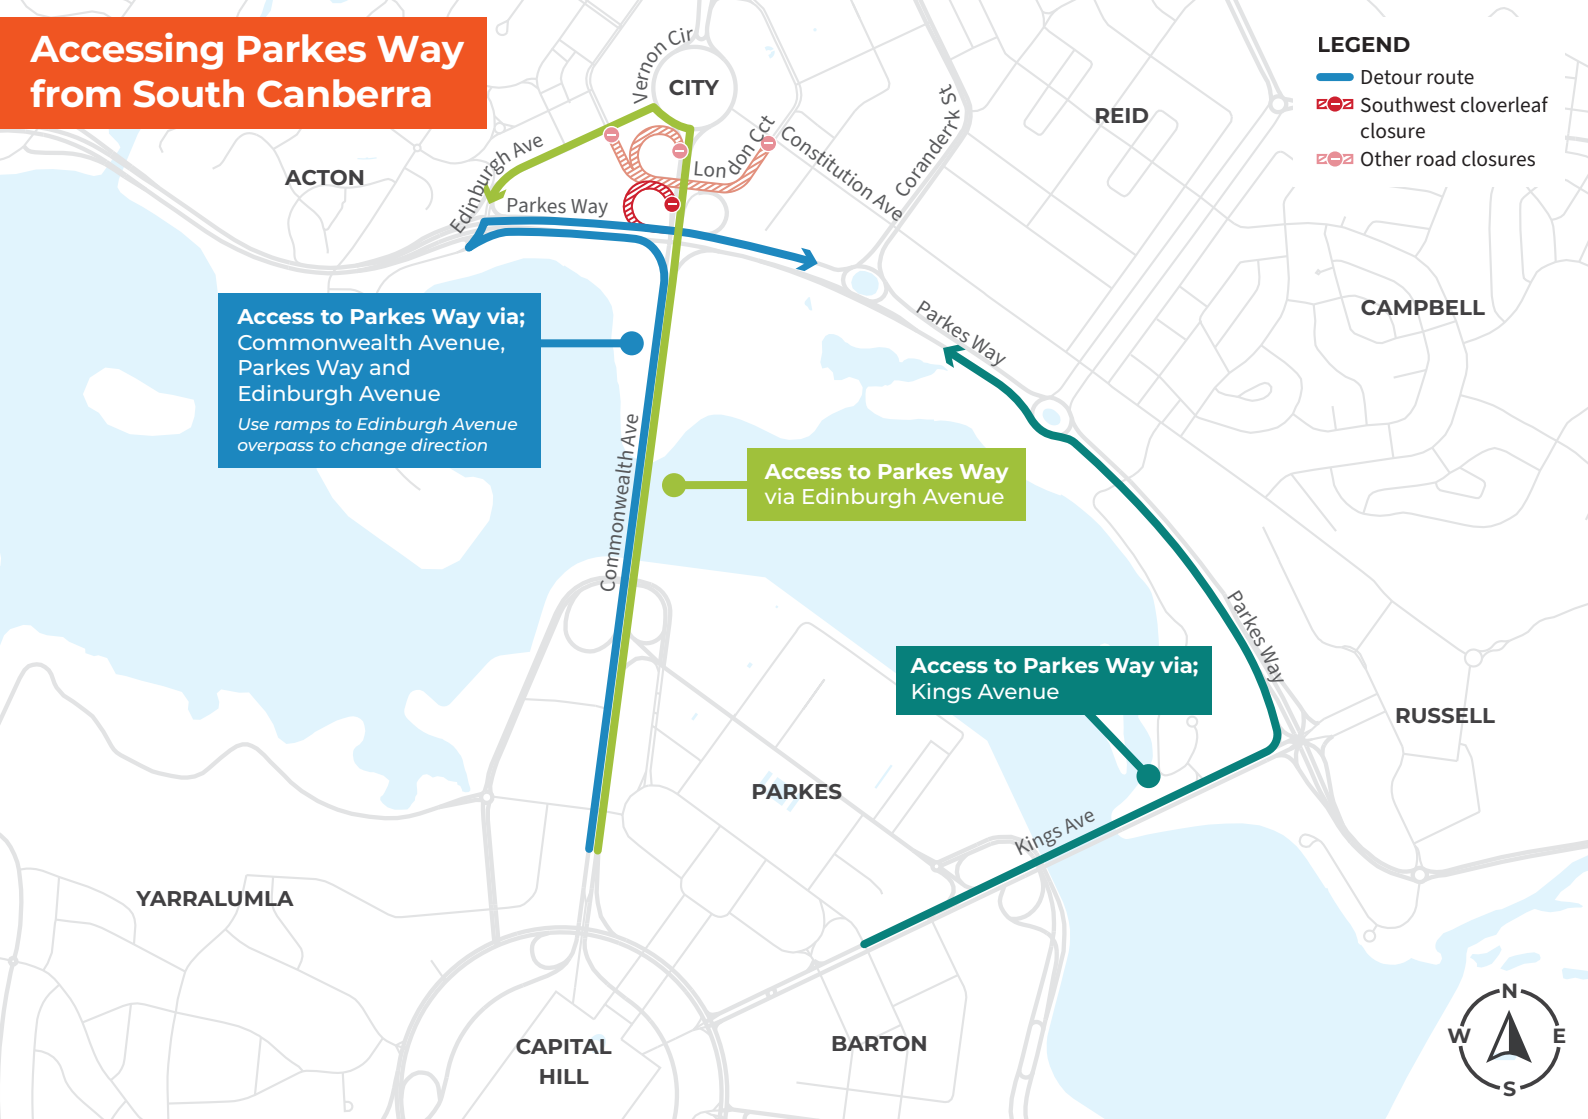 Accessing Parkes Way
from South Canberra
LEGEND
Detour route
Southwest cloverleaf
closure
Other road closures
Vernon Cir
CITY
REID
Coranderrk St
London Cct
Constitution Ave
Edinburgh Ave
ACTON
Parkes Way
CAMPBELL
Parkes Way
Access to Parkes Way via;
Commonwealth Avenue,
Parkes Way and
Edinburgh Avenue
Use ramps to Edinburgh Avenue
overpass to change direction
Commonwealth Ave
Access to Parkes Way
via Edinburgh Avenue
Parkes Way
Access to Parkes Way via;
Kings Avenue
RUSSELL
PARKES
Kings Ave
YARRALUMLA
CAPITAL
HILL
BARTON
N
W
E
S